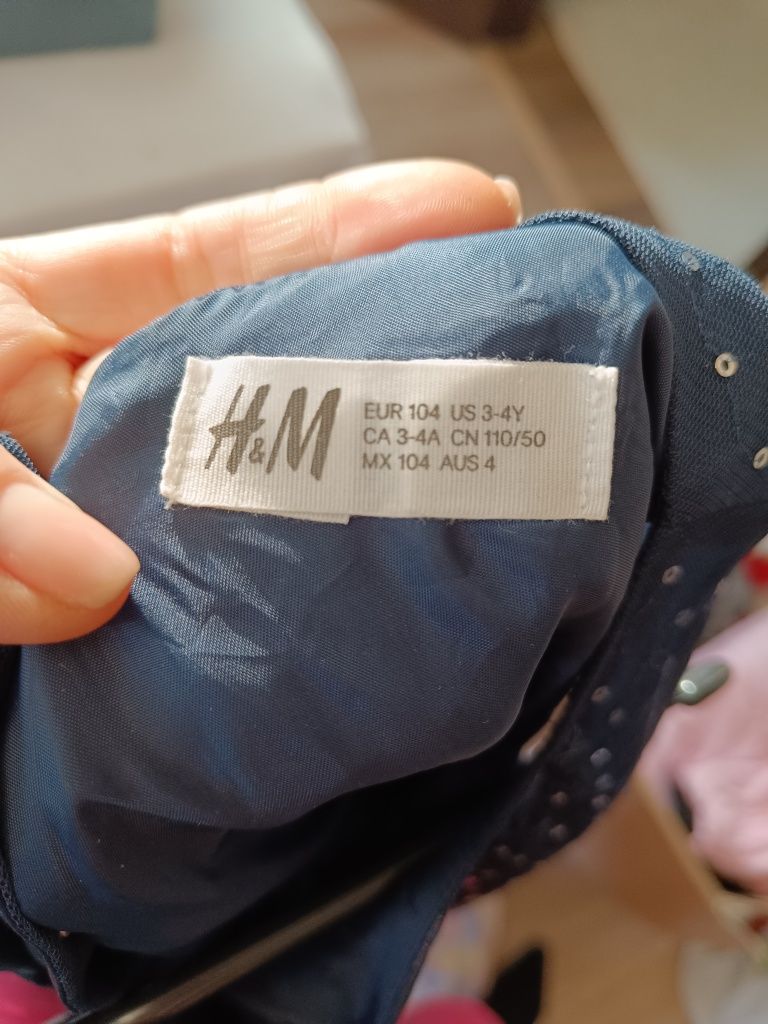 H&M
EUR 104 US 3-4Y
CA 3-4A CN 110/50
MX 104 AUS 4